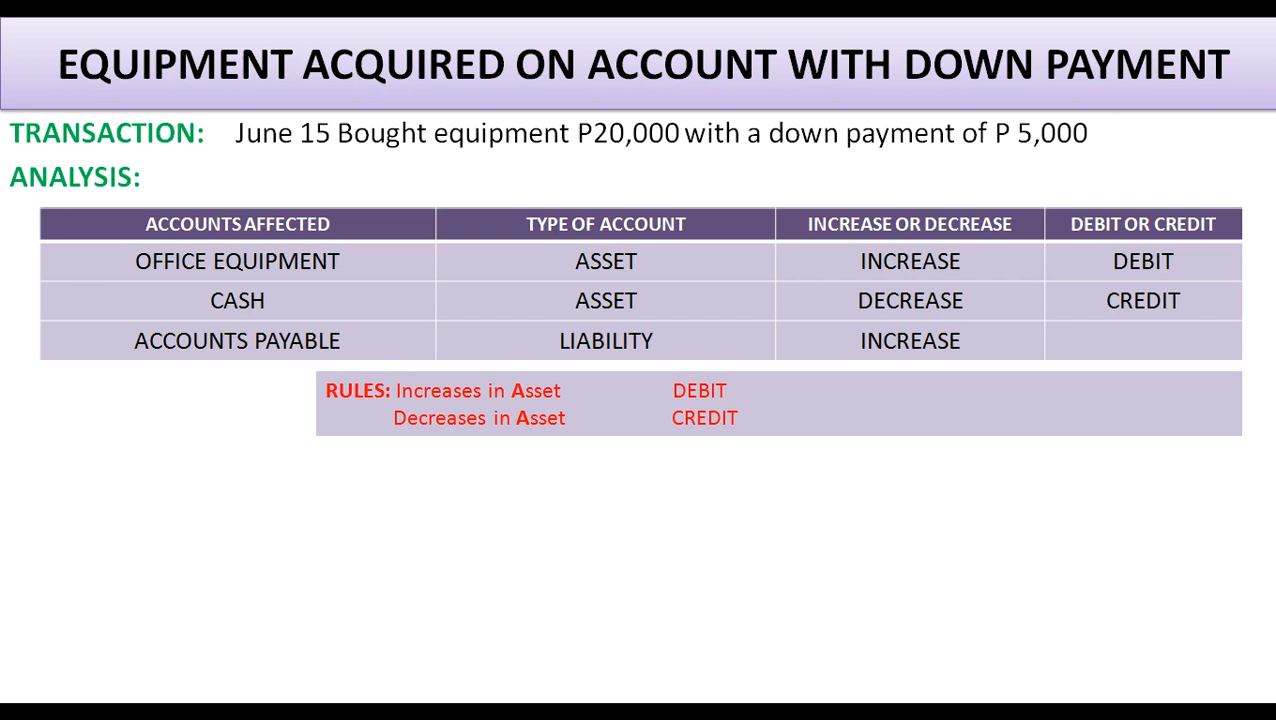 EQUIPMENT ACQUIRED ON ACCOUNT WITH DOWN PAYMENT
TRANSACTION: June 15 Bought equipment P20,000 with a down payment of P 5,000
ANALYSIS:
ACCOUNTS AFFECTED TYPE OF ACCOUNT INCREASE OR DECREASE DEBIT OR CREDIT
OFFICE EQUIPMENT ASSET INCREASE DEBIT
CASH ASSET DECREASE CREDIT
ACCOUNTS PAYABLE LIABILITY INCREASE
RULES: Increases in Asset DEBIT
Decreases in Asset CREDIT